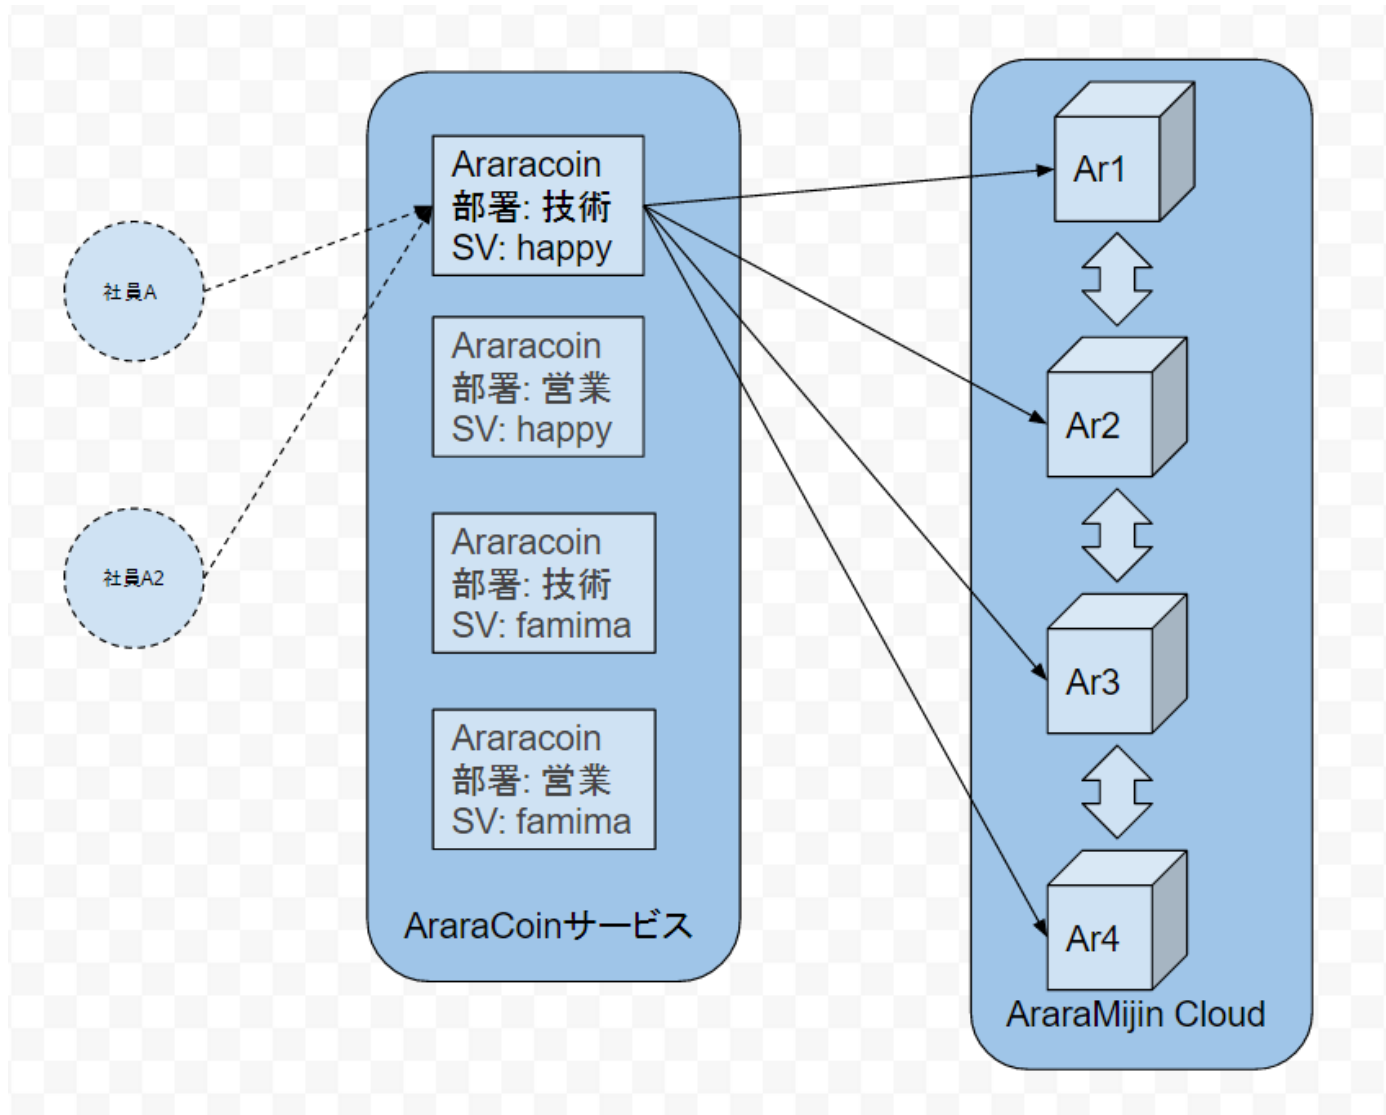 社員A
社員A2
Araracoin
部署: 技術
SV: happy
Araracoin
部署: 営業
SV: happy
Araracoin
部署: 技術
SV: famima
Araracoin
部署: 営業
SV: famima
AraraCoinサービス
Ar1
Ar2
Ar3
Ar4
AraraMijin Cloud